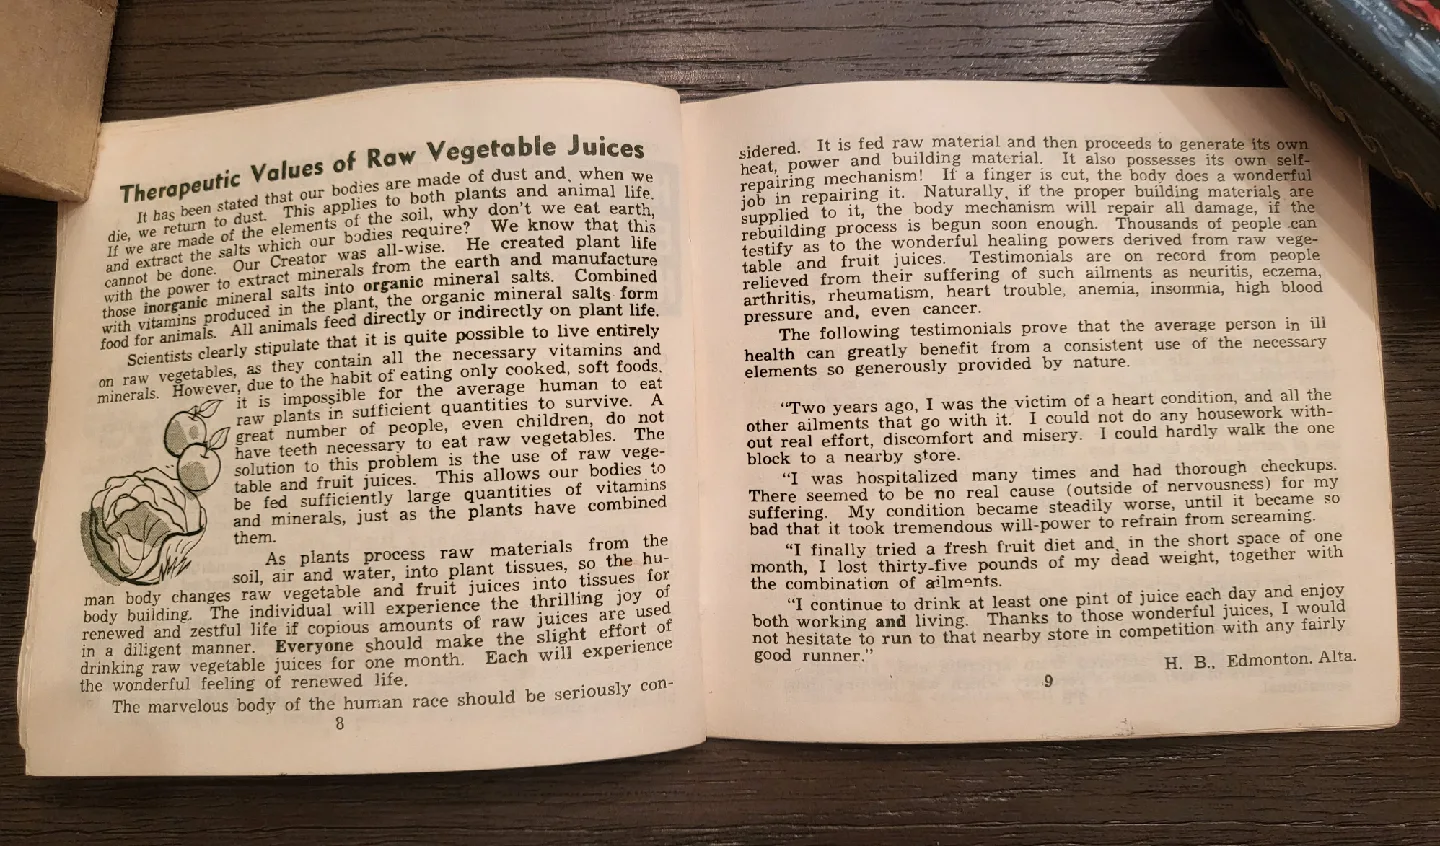 Therapeutic Values of Raw Vegetable Juices
It has been stated that our bodies are made of dust and, when we
die, we return to dust. This applies to both plants and animal life.
If we are made of the elements of the soil, why don't we eat earth,
and extract the salts which our bodies require? We know that this
cannot be done. Our Creator was all-wise. He created plant life
with the power to extract minerals from the earth and manufacture
those inorganic mineral salts into organic mineral salts. Combined
with vitamins produced in the plant, the organic mineral salts form
food for animals. All animals feed directly or indirectly on plant life.
Scientists clearly stipulate that it is quite possible to live entirely
on raw vegetables, as they contain all the necessary vitamins and
minerals. However, due to the habit of eating only cooked, soft foods,
it is impossible for the average human to eat
raw plants in sufficient quantities to survive. A
great number of people, even children, do not
have teeth necessary to eat raw vegetables. The
solution to this problem is the use of raw vege-
table and fruit juices. This allows our bodies to
be fed sufficiently large quantities of vitamins
and minerals, just as the plants have combined
them.
As plants process raw materials from the
soil, air and water, into plant tissues, so the hu-
man body changes raw vegetable and fruit juices into tissues for
body building. The individual will experience the thrilling joy of
renewed and zestful life if copious amounts of raw juices are used
in a diligent manner. Everyone should make the slight effort of
drinking raw vegetable juices for one month. Each will experience
the wonderful feeling of renewed life.
The marvelous body of the human race should be seriously con-
8
sidered. It is fed raw material and then proceeds to generate its own
heat, power and building material. It also possesses its own self-
repairing mechanism! If a finger is cut, the body does a wonderful
job in repairing it. Naturally, if the proper building materials are
supplied to it, the body mechanism will repair all damage, if the
rebuilding process is begun soon enough. Thousands of people can
testify as to the wonderful healing powers derived from raw vege-
table and fruit juices. Testimonials are on record from people
relieved from their suffering of such ailments as neuritis, eczema,
arthritis, rheumatism, heart trouble, anemia, insomnia, high blood
pressure and, even cancer.
The following testimonials prove that the average person in ill
health can greatly benefit from a consistent use of the necessary
elements so generously provided by nature.
"Two years ago, I was the victim of a heart condition, and all the
other ailments that go with it. I could not do any housework with-
out real effort, discomfort and misery. I could hardly walk the one
block to a nearby store.
"I was hospitalized many times and had thorough checkups.
There seemed to be no real cause (outside of nervousness) for my
suffering. My condition became steadily worse, until it became so
bad that it took tremendous will-power to refrain from screaming.
"I finally tried a fresh fruit diet and, in the short space of one
month, I lost thirty-five pounds of my dead weight, together with
the combination of ailments.
"I continue to drink at least one pint of juice each day and enjoy
both working and living. Thanks to those wonderful juices, I would
not hesitate to run to that nearby store in competition with any fairly
good runner."
H. B., Edmonton. Alta.
9